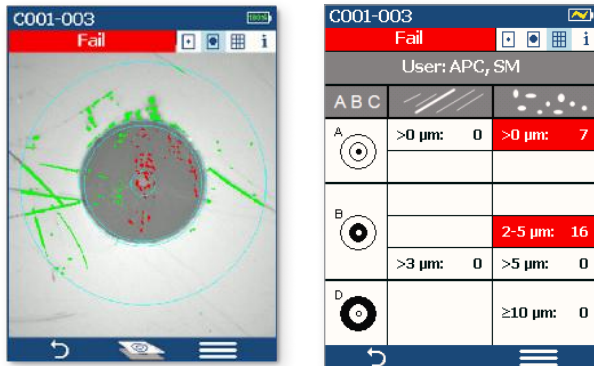 C001-003
100%
Fail
i
C001-003
Fail
i
User: APC, SM
A B C
A
>0 µm: 0
>0 µm: 7
B
2-5 µm: 16
>3 µm: 0
>5 µm: 0
D
≥10 µm: 0